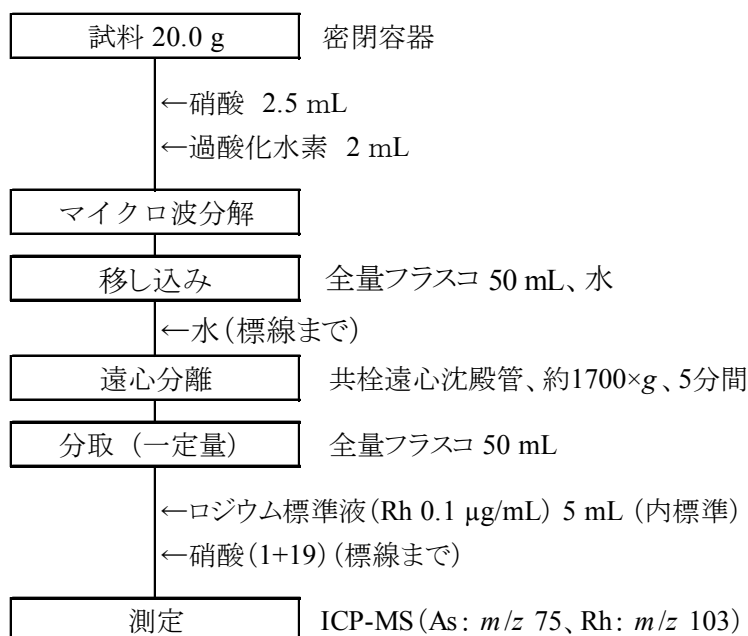 試料 20.0 g 密閉容器
←硝酸 2.5 mL
←過酸化水素 2 mL
マイクロ波分解
移し込み 全量フラスコ 50 mL、水
←水(標線まで)
遠心分離 共栓遠心沈殿管、約1700×g、5分間
分取 (一定量) 全量フラスコ 50 mL
←ロジウム標準液(Rh 0.1 µg/mL) 5 mL (内標準)
←硝酸(1+19) (標線まで)
測定 ICP-MS(As: m/z 75、Rh: m/z 103)